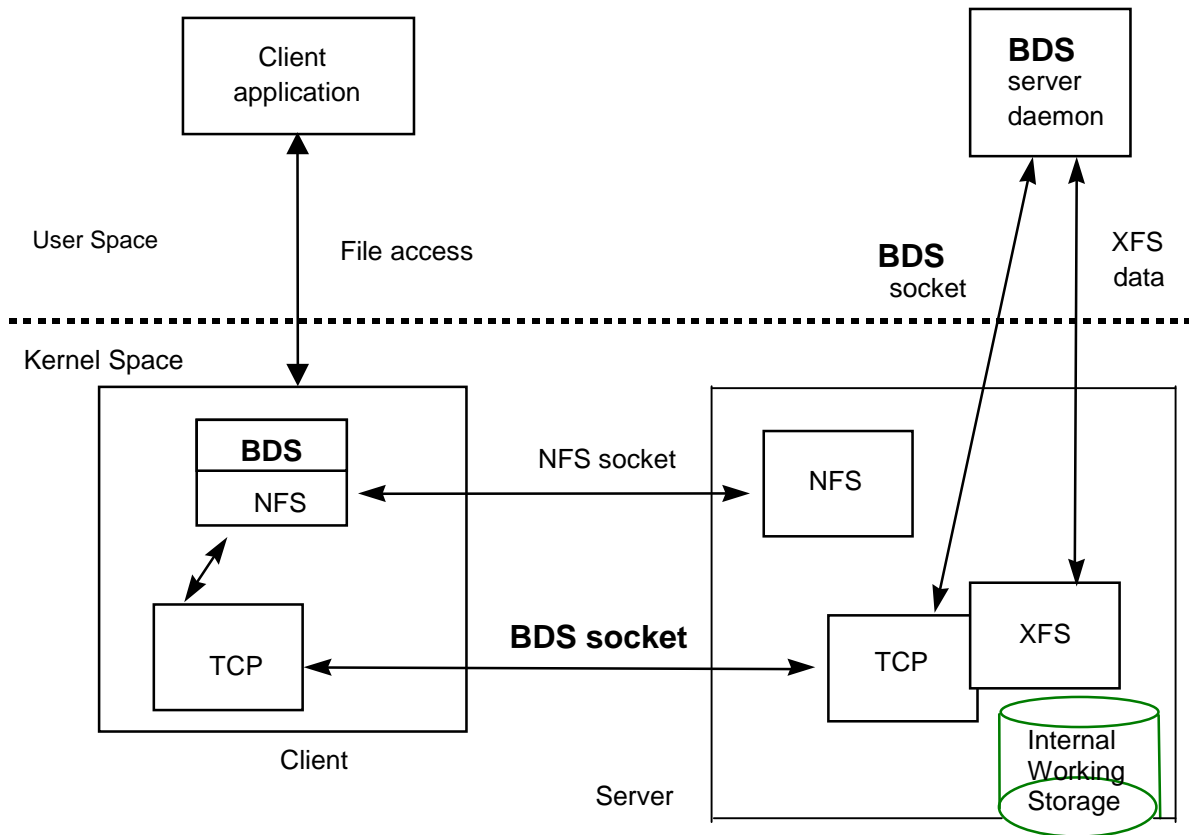 Client
application
BDS
server
daemon
User Space
File access
BDS
socket
XFS
data
Kernel Space
BDS
NFS
NFS socket
NFS
TCP
BDS socket
TCP
XFS
Client
Server
Internal
Working
Storage